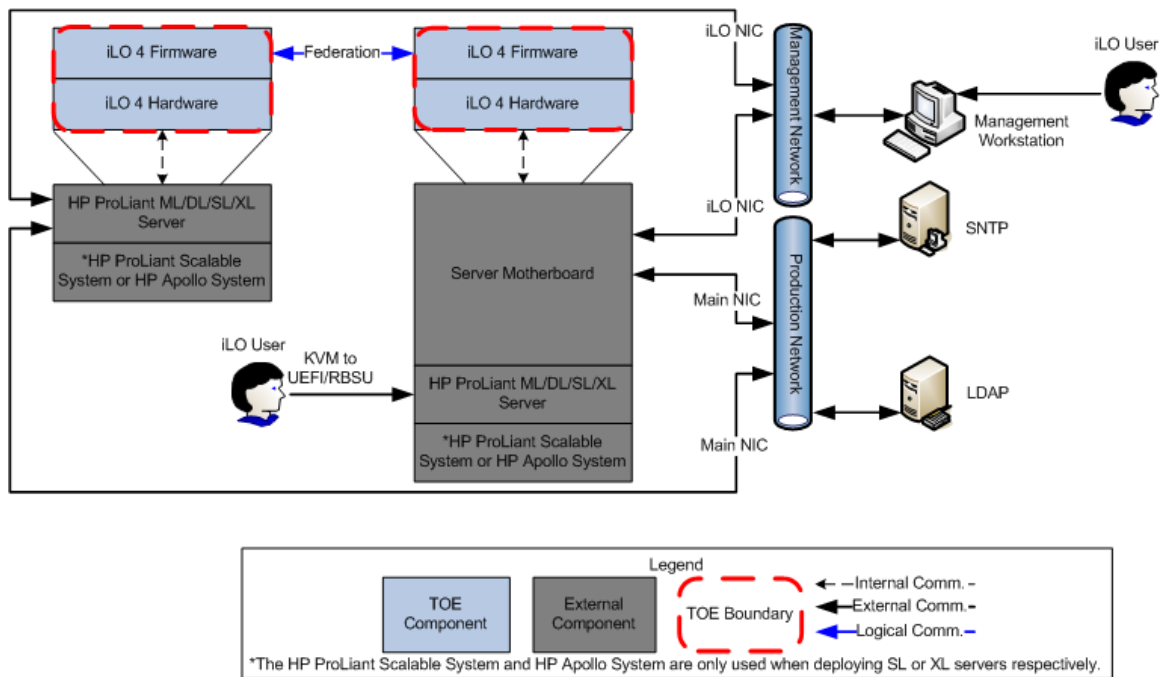 iLO 4 Firmware
iLO 4 Hardware
Federation
iLO 4 Firmware
iLO 4 Hardware
iLO NIC
Management Network
iLO User
Management
Workstation
HP ProLiant ML/DL/SL/XL
Server
*HP ProLiant Scalable
System or HP Apollo System
Server Motherboard
iLO NIC
SNTP
Main NIC
Production Network
iLO User
KVM to
UEFI/RBSU
HP ProLiant ML/DL/SL/XL
Server
*HP ProLiant Scalable
System or HP Apollo System
LDAP
Main NIC
Legend
TOE
Component
External
Component
TOE Boundary
Internal Comm.
External Comm.
Logical Comm.
*The HP ProLiant Scalable System and HP Apollo System are only used when deploying SL or XL servers respectively.